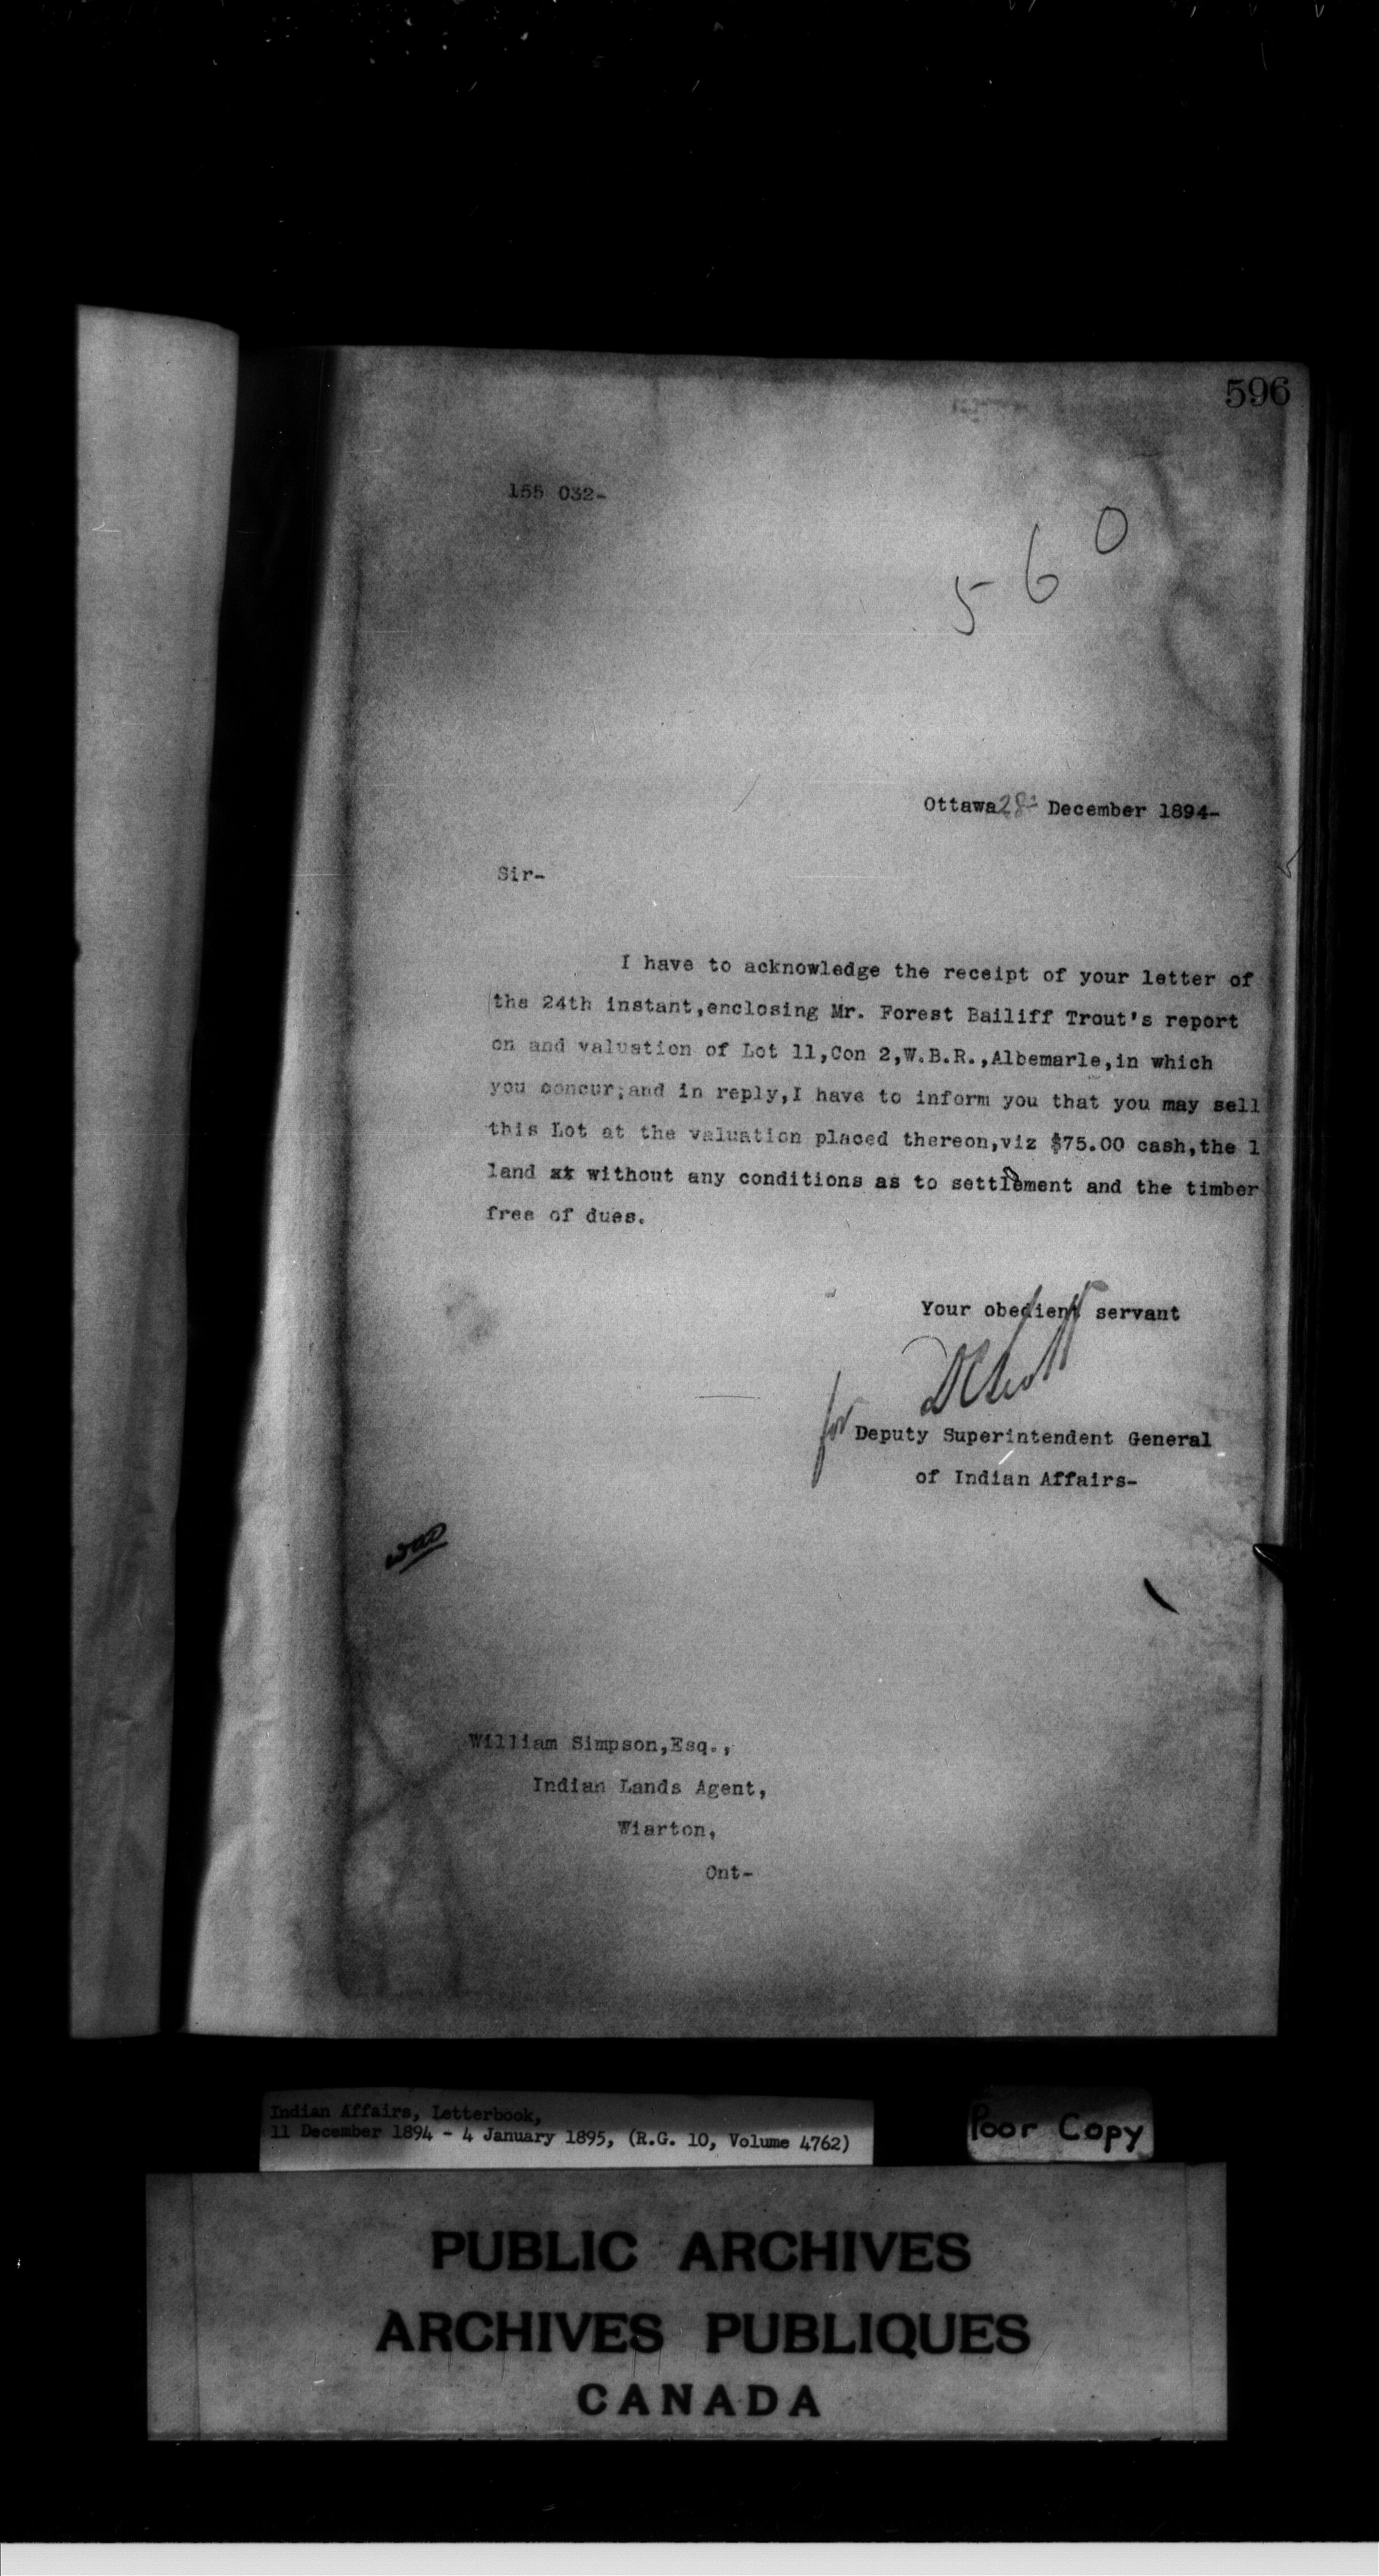 596
155 032-
560
Ottawa 28 December 1894-
Sir-
I have to acknowledge the receipt of your letter of
the 24th instant,enclosing Mr. Forest Bailiff Trout's report
on and valuation of Lot 11,Con 2,W.B.R.,Albemarle,in which
you concur;and in reply,I have to inform you that you may sell
this Lot at the valuation placed thereon,viz $75.00 cash,the l
land xt without any conditions as to settlement and the timber
free of dues.
Your obedient servant
D C Scott
for Deputy Superintendent General
of Indian Affairs-
William Simpson,Esq.,
Indian Lands Agent,
Wiarton,
Ont-
Indian Affairs, Letterbook,
11 December 1894 - 4 January 1895, (R.G. 10, Volume 4762)
Poor Copy
PUBLIC ARCHIVES
ARCHIVES PUBLIQUES
CANADA